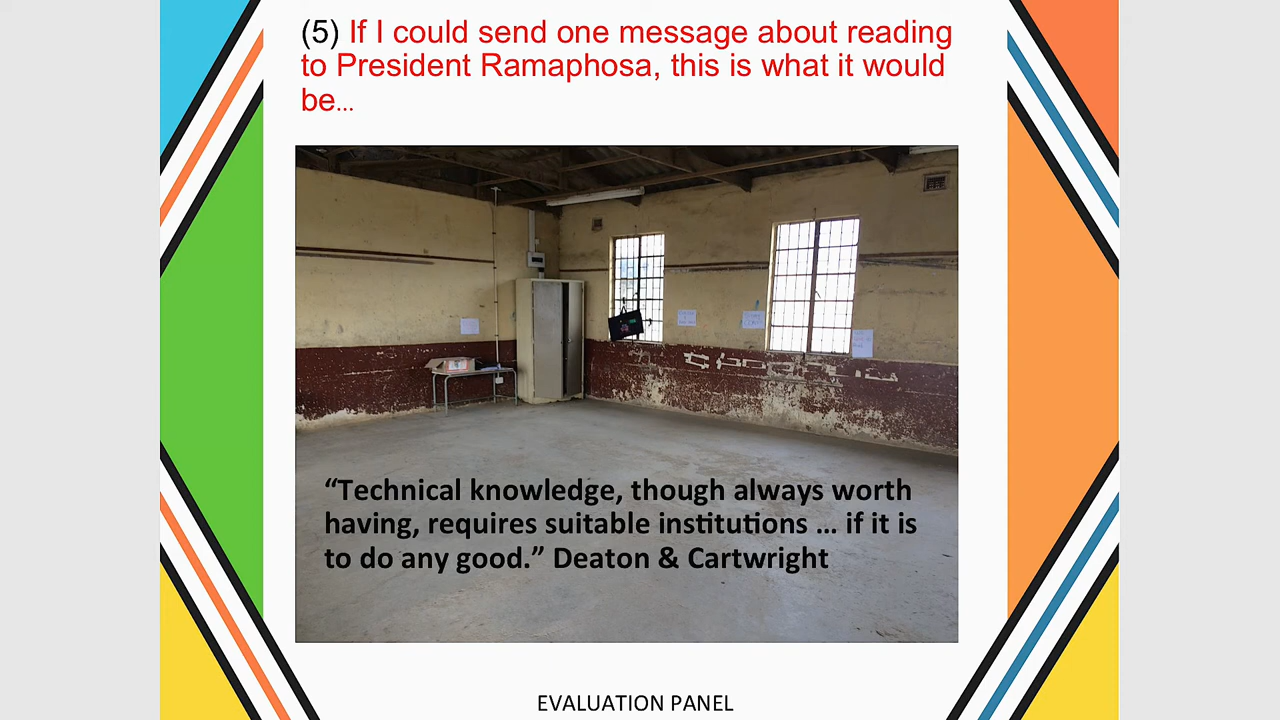 (5) If I could send one message about reading
to President Ramaphosa, this is what it would
be…
“Technical knowledge, though always worth
having, requires suitable institutions … if it is
to do any good.” Deaton & Cartwright
EVALUATION PANEL